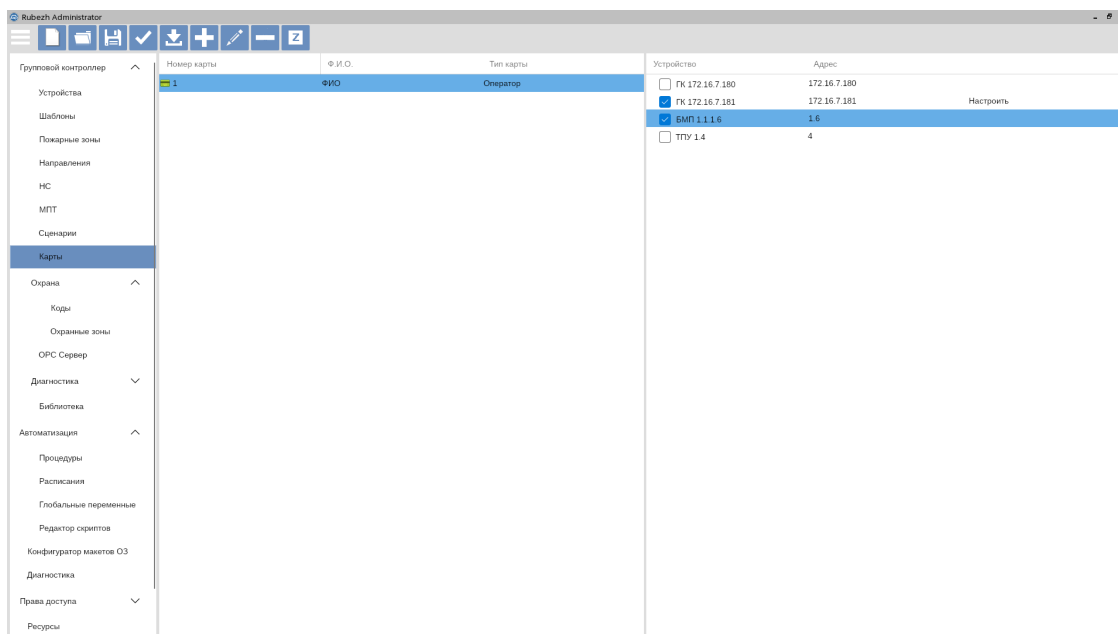 Rubezh Administrator
Z
Групповой контроллер
Устройства
Шаблоны
Пожарные зоны
Направления
НС
МПТ
Сценарии
Карты
Охрана
Коды
Охранные зоны
OPC Сервер
Диагностика
Библиотека
Автоматизация
Процедуры
Расписания
Глобальные переменные
Редактор скриптов
Конфигуратор макетов ОЗ
Диагностика
Права доступа
Ресурсы
Номер карты Ф.И.О. Тип карты
1 ФИО Оператор
Устройство Адрес
ГК 172.16.7.180 172.16.7.180
ГК 172.16.7.181 172.16.7.181 Настроить
БМП 1.1.1.6 1.6
ТПУ 1.4 4